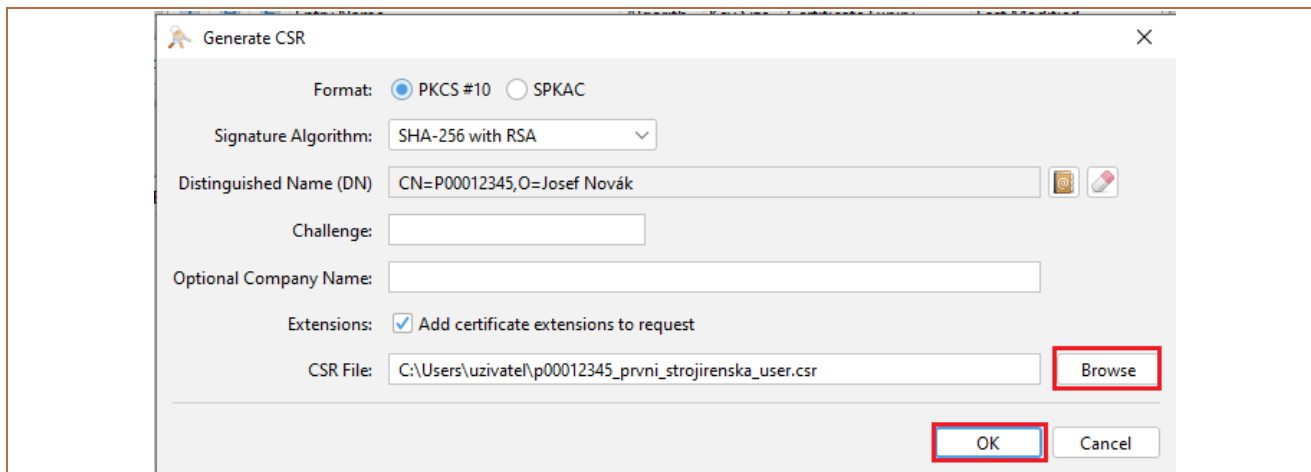 Generate CSR
Format: PKCS #10 SPKAC
Signature Algorithm: SHA-256 with RSA
Distinguished Name (DN) CN=P00012345,O=Josef Novák
Challenge:
Optional Company Name:
Extensions: Add certificate extensions to request
CSR File: C:\Users\uzivatel\p00012345_prvni_strojirenska_user.csr Browse
OK Cancel